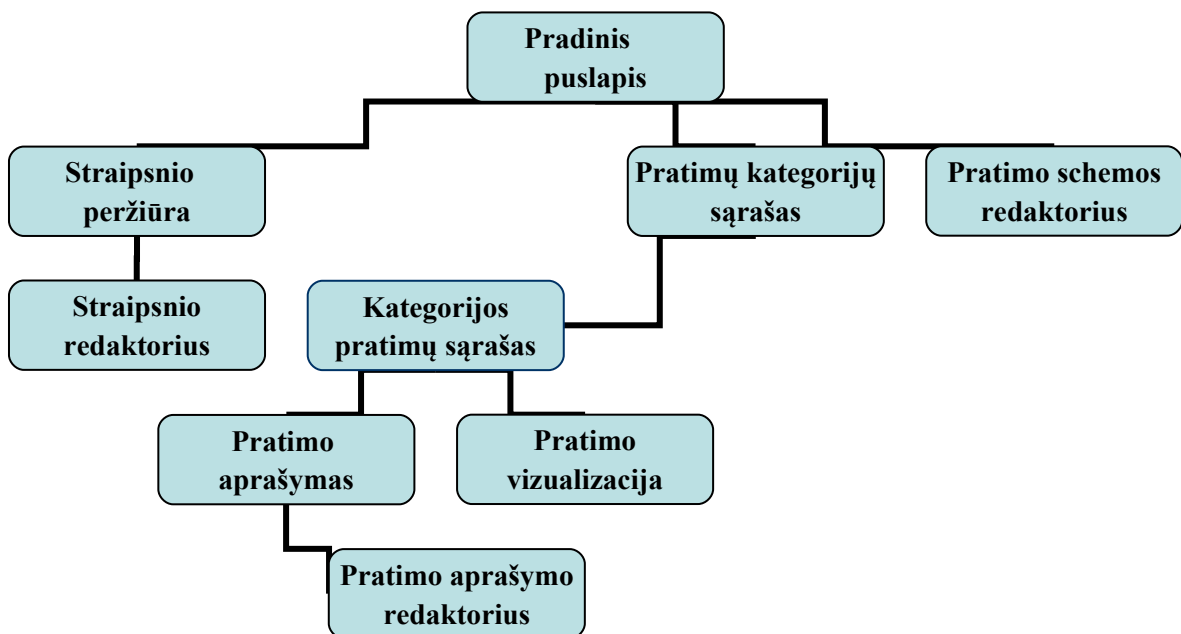 Pradinis
puslapis
Straipsnio
peržiūra
Pratimų kategorijų
sąrašas
Pratimo schemos
redaktorius
Straipsnio
redaktorius
Kategorijos
pratimų sąrašas
Pratimo
aprašymas
Pratimo
vizualizacija
Pratimo aprašymo
redaktorius